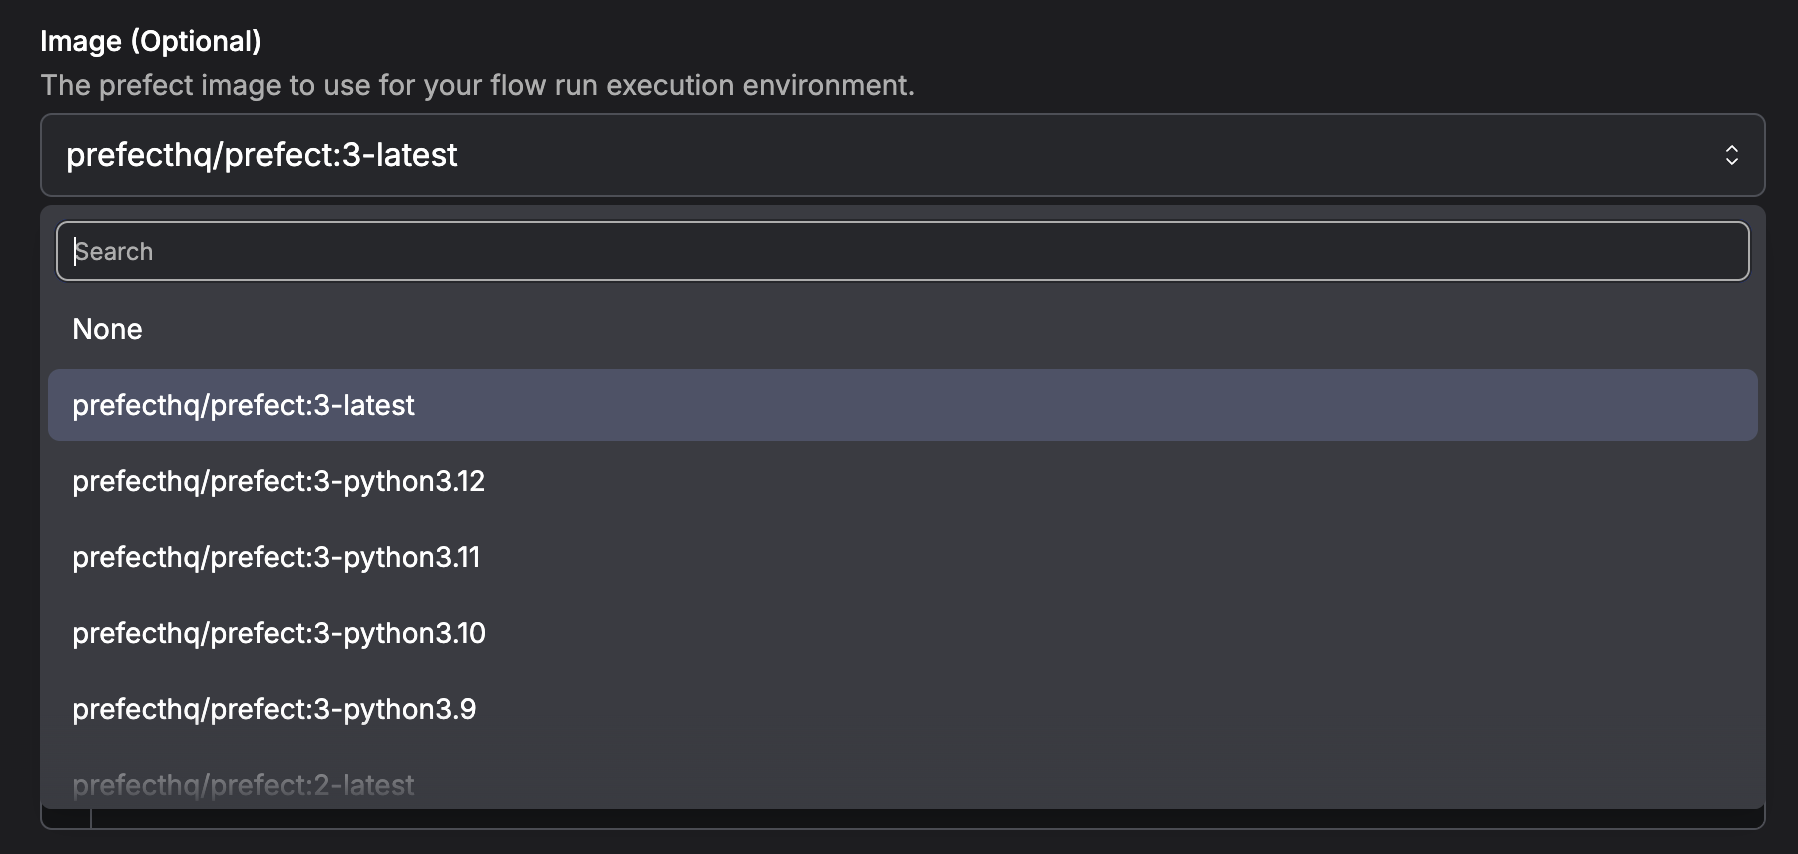 Image (Optional)
The prefect image to use for your flow run execution environment.
prefecthq/prefect:3-latest
Search
None
prefecthq/prefect:3-latest
prefecthq/prefect:3-python3.12
prefecthq/prefect:3-python3.11
prefecthq/prefect:3-python3.10
prefecthq/prefect:3-python3.9
prefecthq/prefect:2-latest